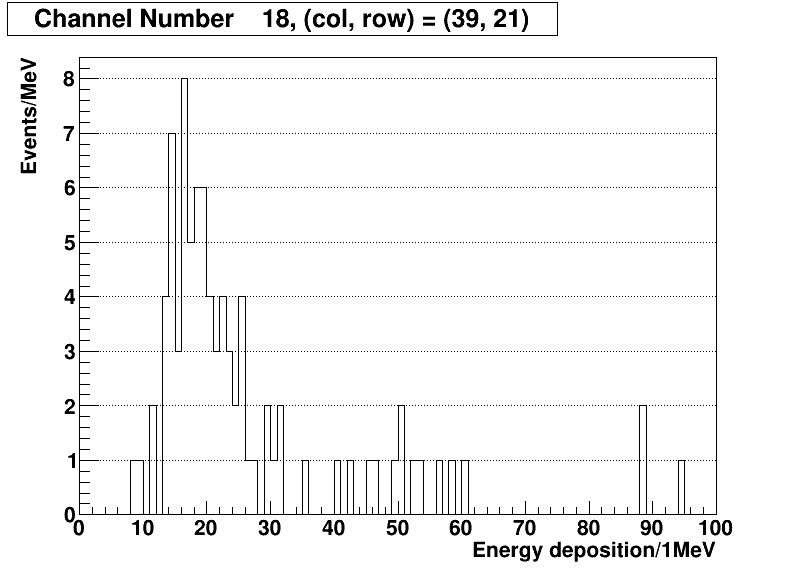 Channel Number 18, (col, row) = (39, 21)
Events/MeV
8
7
6
5
4
3
2
1
0
0 10 20 30 40 50 60 70 80 90 100
Energy deposition/1MeV